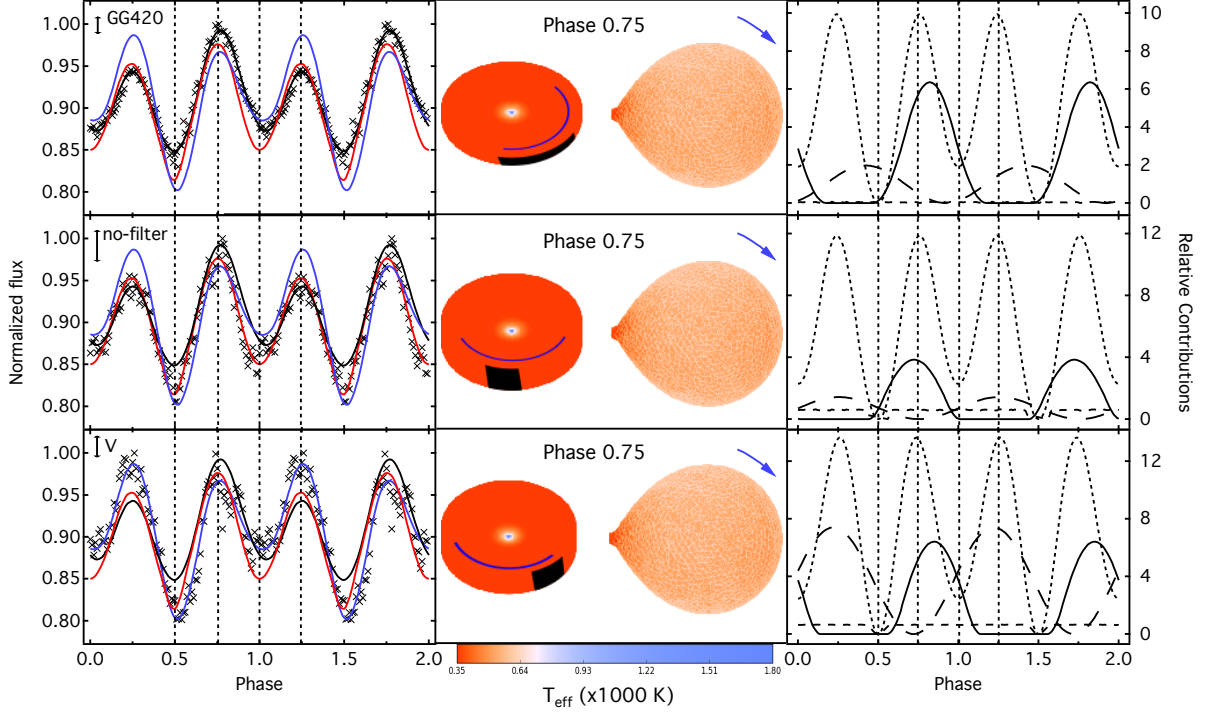 GG420
1.00
0.95
0.90
0.85
0.80
Phase 0.75
10
8
6
4
2
0
no-filter
1.00
0.95
0.90
0.85
0.80
Normalized flux
Phase 0.75
12
8
4
0
Relative Contributions
V
1.00
0.95
0.90
0.85
0.80
Phase 0.75
12
8
4
0
0.0 0.5 1.0 1.5 2.0
Phase
0.35 0.64 0.93 1.22 1.51 1.80
T_eff (x1000 K)
0.0 0.5 1.0 1.5 2.0
Phase